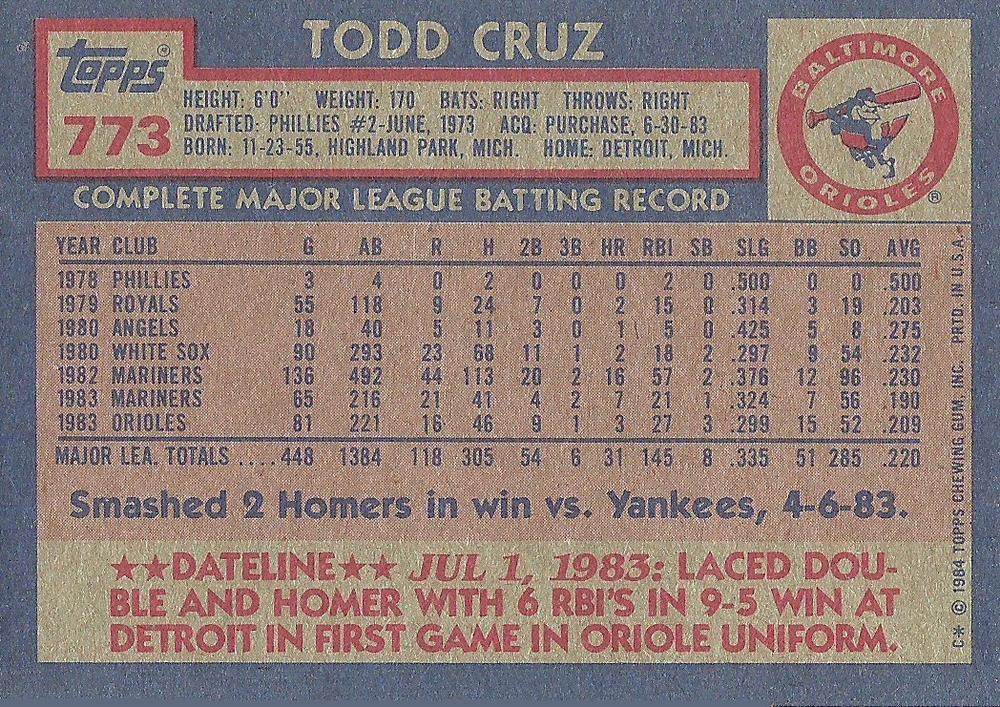 TODD CRUZ
Topps®
773
HEIGHT: 6'0" WEIGHT: 170 BATS: RIGHT THROWS: RIGHT
DRAFTED: PHILLIES #2-JUNE, 1973 ACQ: PURCHASE, 6-30-83
BORN: 11-23-55, HIGHLAND PARK, MICH. HOME: DETROIT, MICH.
BALTIMORE
ORIOLES®
COMPLETE MAJOR LEAGUE BATTING RECORD
YEAR CLUB G AB R H 2B 3B HR RBI SB SLG BB SO AVG
1978 PHILLIES 3 4 0 2 0 0 0 2 0 .500 0 0 .500
1979 ROYALS 55 118 9 24 7 0 2 15 0 .314 3 19 .203
1980 ANGELS 18 40 5 11 3 0 1 5 0 .425 5 8 .275
1980 WHITE SOX 90 293 23 68 11 1 2 18 2 .297 9 54 .232
1982 MARINERS 136 492 44 113 20 2 16 57 2 .376 12 96 .230
1983 MARINERS 65 216 21 41 4 2 7 21 1 .324 7 56 .190
1983 ORIOLES 81 221 16 46 9 1 3 27 3 .299 15 52 .209
MAJOR LEA. TOTALS ....448 1384 118 305 54 6 31 145 8 .335 51 285 .220
Smashed 2 Homers in win vs. Yankees, 4-6-83.
★★DATELINE★★ JUL 1, 1983: LACED DOU-
BLE AND HOMER WITH 6 RBI'S IN 9-5 WIN AT
DETROIT IN FIRST GAME IN ORIOLE UNIFORM.
C* © 1984 TOPPS CHEWING GUM, INC. PRTD. IN U.S.A.